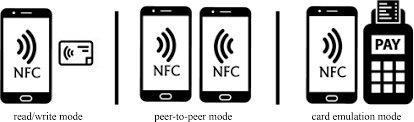 NFC
read/write mode
NFC NFC
peer-to-peer mode
NFC
PAY
card emulation mode